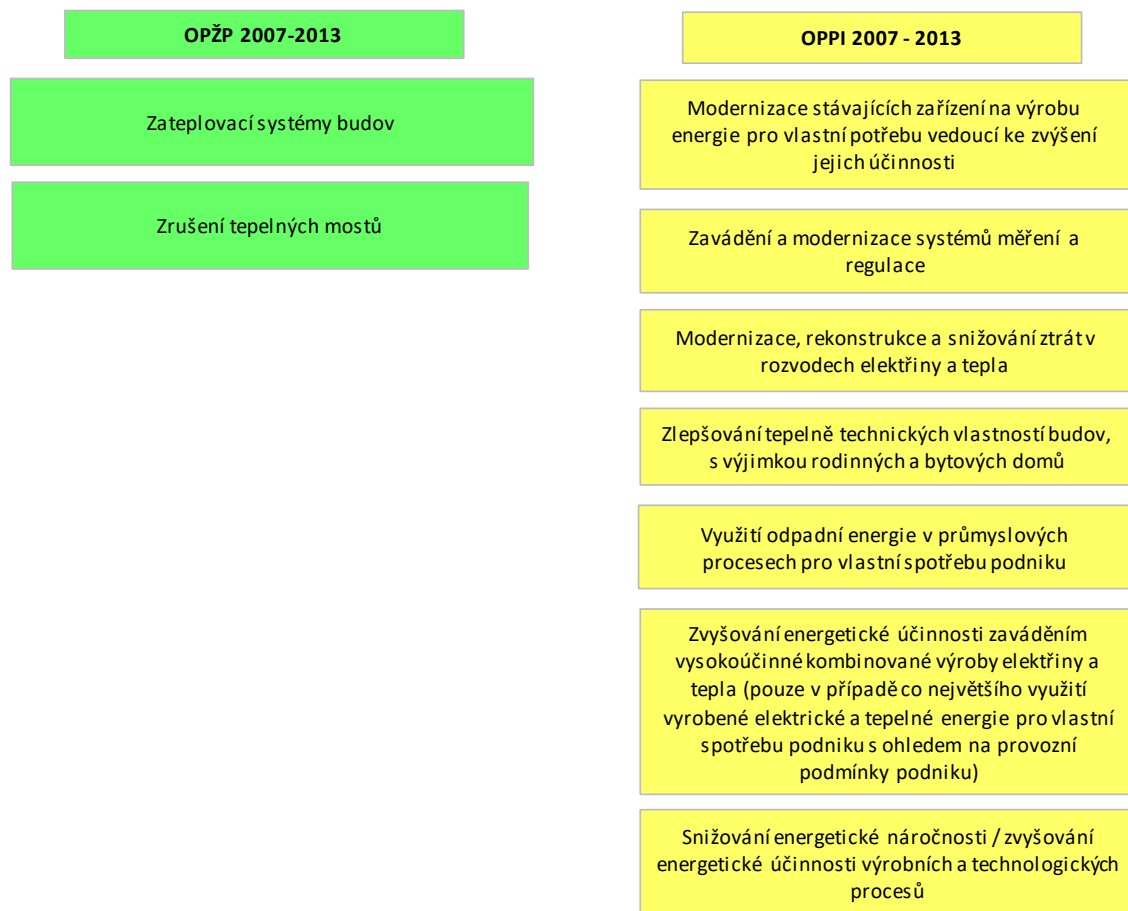 OPŽP 2007-2013
Zateplovací systémy budov
Zrušení tepelných mostů
OPPI 2007 - 2013
Modernizace stávajících zařízení na výrobu
energie pro vlastní potřebu vedoucí ke zvýšení
jejich účinnosti
Zavádění a modernizace systémů měření a
regulace
Modernizace, rekonstrukce a snižování ztrát v
rozvodech elektřiny a tepla
Zlepšování tepelně technických vlastností budov,
s výjimkou rodinných a bytových domů
Využití odpadní energie v průmyslových
procesech pro vlastní spotřebu podniku
Zvyšování energetické účinnosti zaváděním
vysokoúčinné kombinované výroby elektřiny a
tepla (pouze v případě co největšího využití
vyrobené elektrické a tepelné energie pro vlastní
spotřebu podniku s ohledem na provozní
podmínky podniku)
Snižování energetické náročnosti / zvyšování
energetické účinnosti výrobních a technologických
procesů